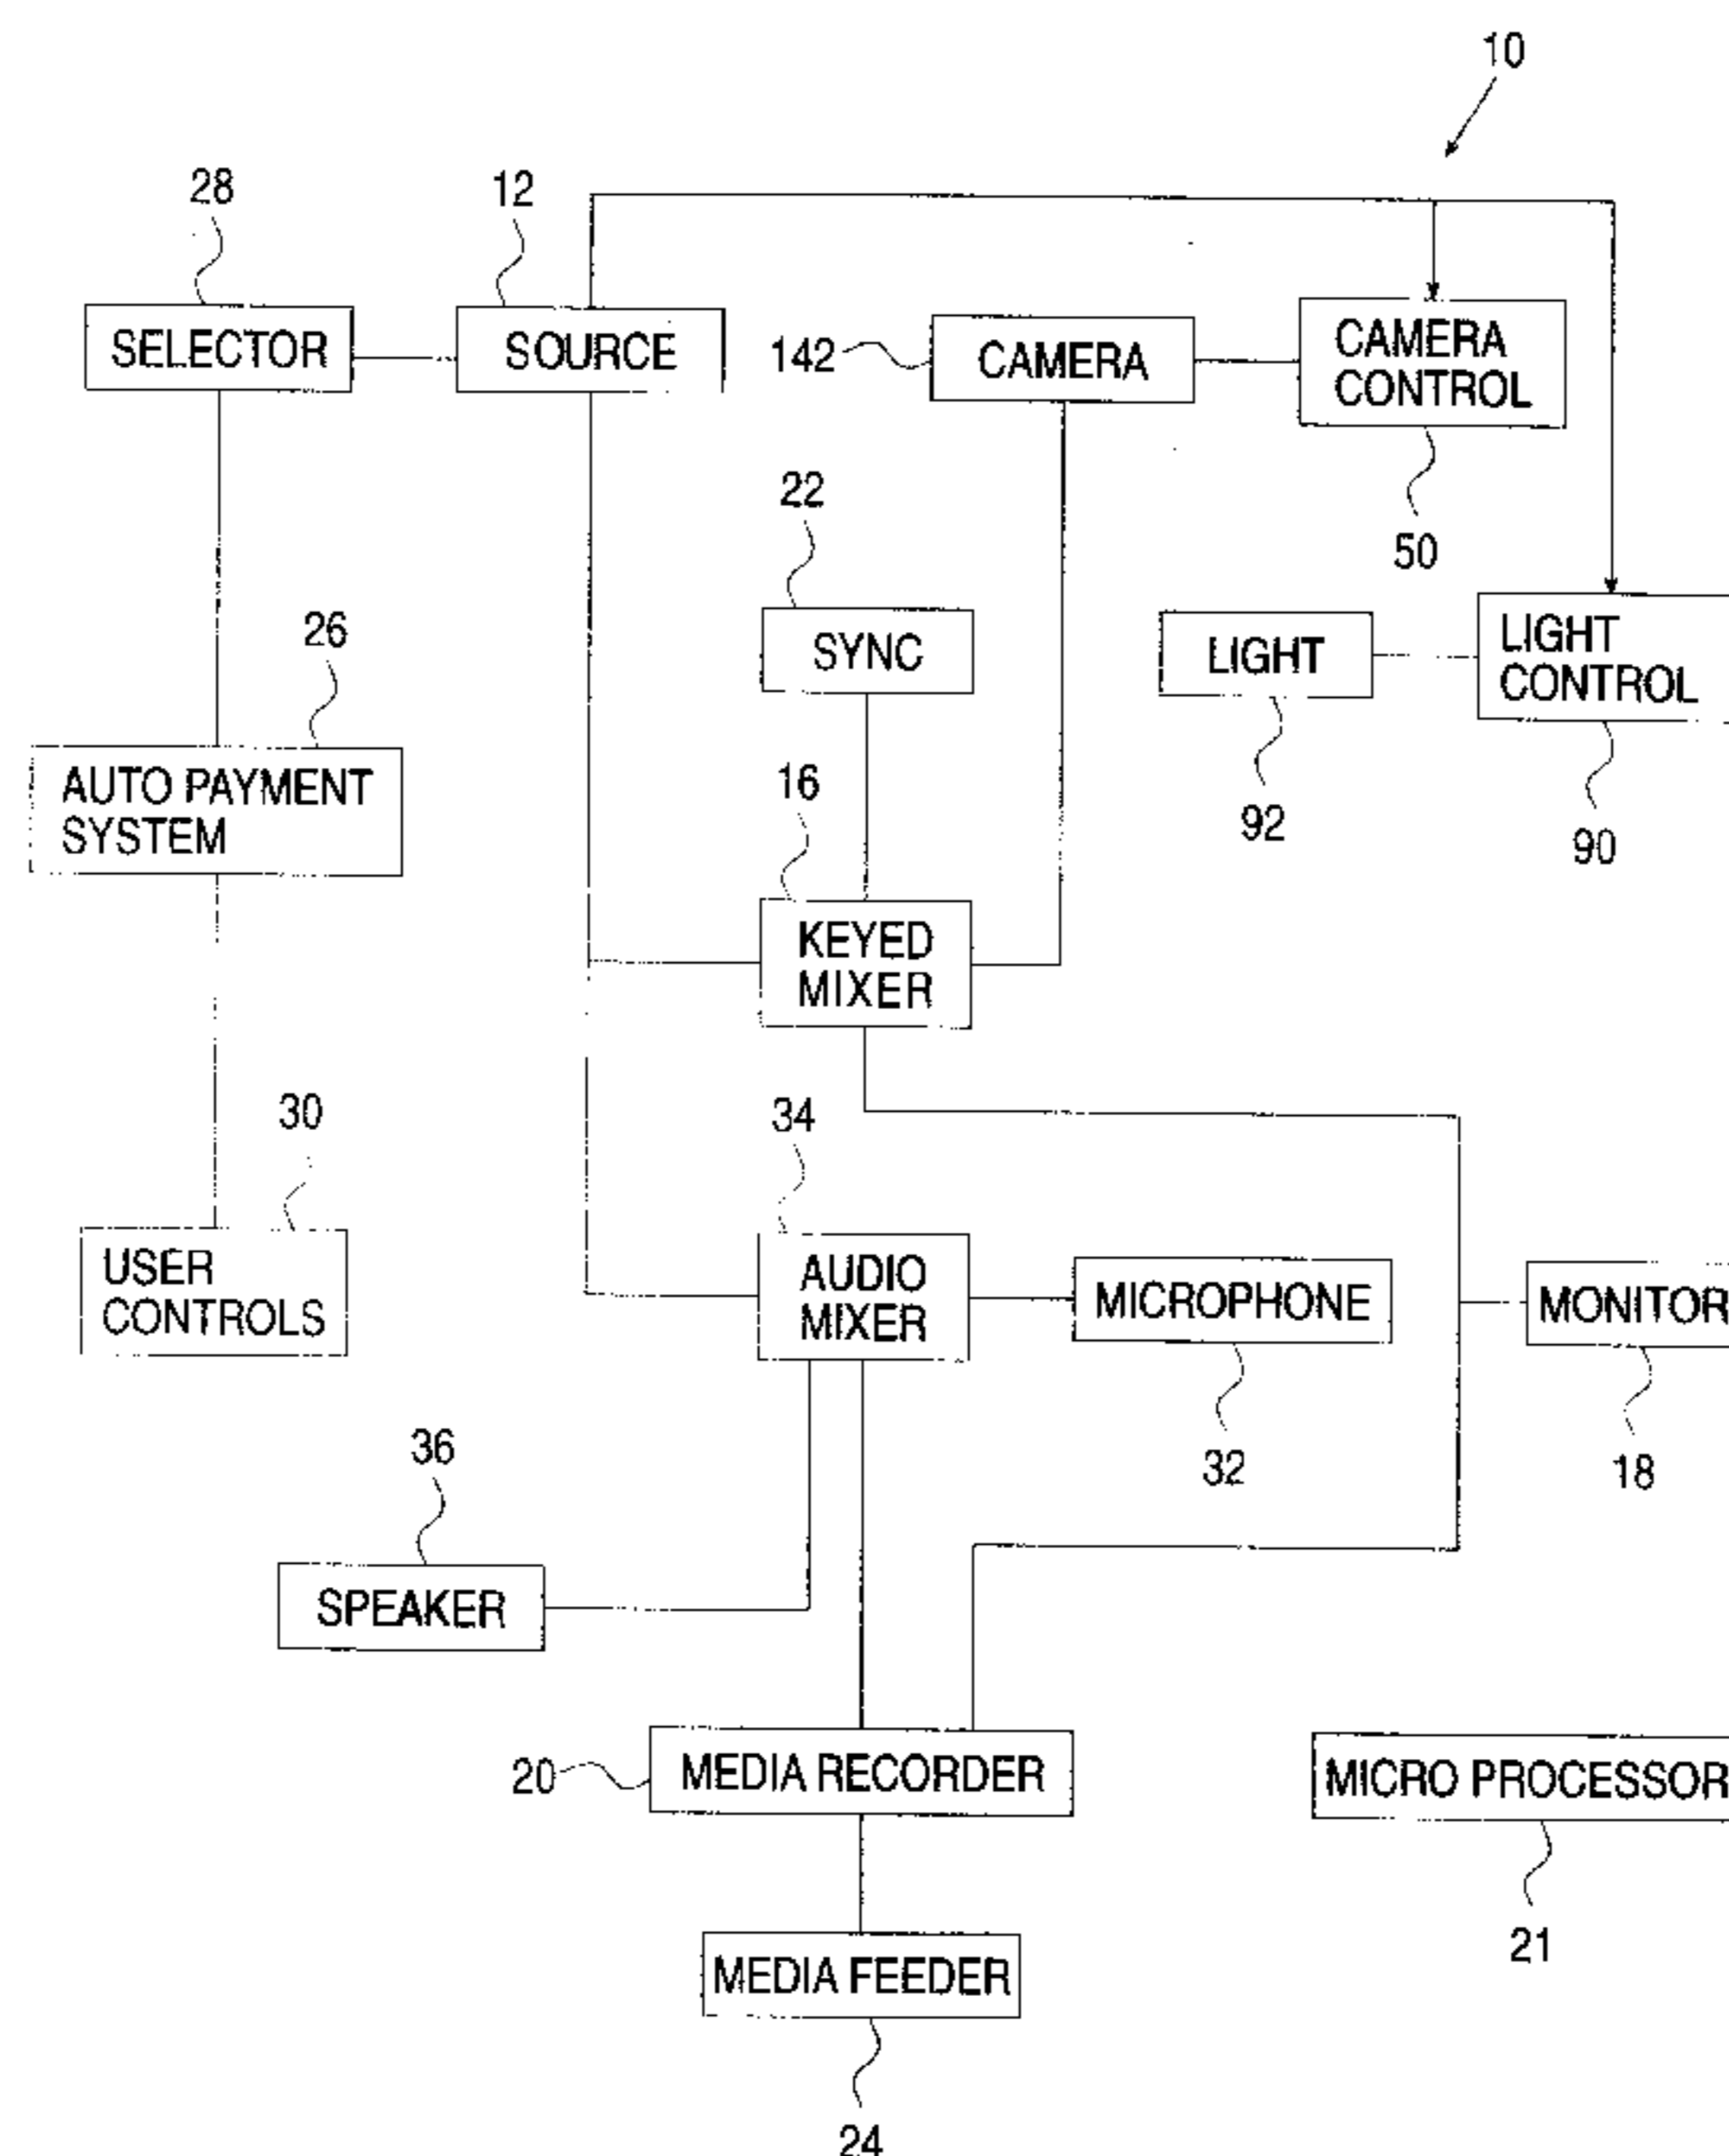 10
28
12
SELECTOR
SOURCE
142
CAMERA
CAMERA
CONTROL
50
22
SYNC
LIGHT
92
LIGHT
CONTROL
90
26
AUTO PAYMENT
SYSTEM
16
KEYED
MIXER
30
USER
CONTROLS
34
AUDIO
MIXER
MICROPHONE
32
MONITOR
18
36
SPEAKER
20
MEDIA RECORDER
MICRO PROCESSOR
21
MEDIA FEEDER
24